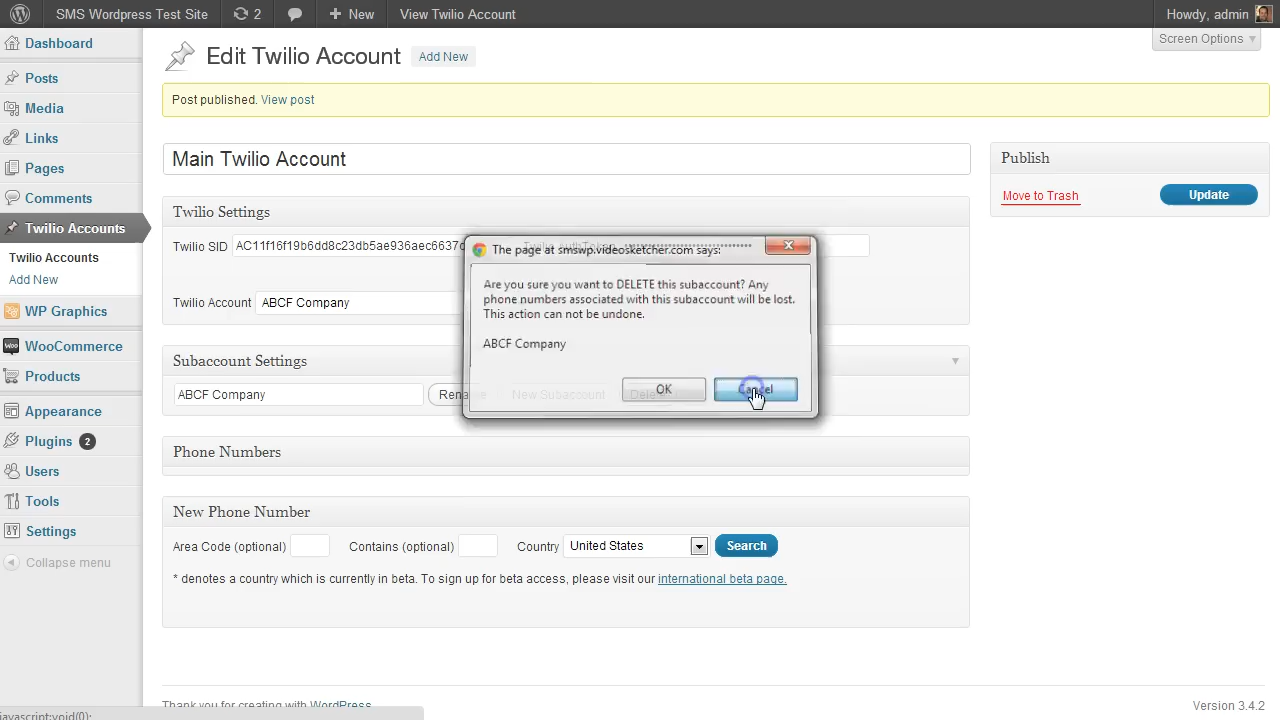 SMS Wordpress Test Site 2 New View Twilio Account Howdy, admin
Screen Options
Dashboard
Posts
Media
Links
Pages
Comments
Twilio Accounts
Twilio Accounts
Add New
WP Graphics
WooCommerce
Products
Appearance
Plugins 2
Users
Tools
Settings
Collapse menu
Edit Twilio Account Add New
Post published. View post
Main Twilio Account
Publish
Move to Trash Update
Twilio Settings
Twilio SID
Twilio Account ABCF Company
The page at smswp.videosketcher.com says:
Are you sure you want to DELETE this subaccount? Any
phone numbers associated with this subaccount will be lost.
This action can not be undone.
ABCF Company
OK Cancel
Subaccount Settings
ABCF Company Rename New Subaccount Delete
Phone Numbers
New Phone Number
Area Code (optional) Contains (optional) Country United States Search
* denotes a country which is currently in beta. To sign up for beta access, please visit our international beta page.
Thank you for creating with WordPress Version 3.4.2
javascript:void(0);